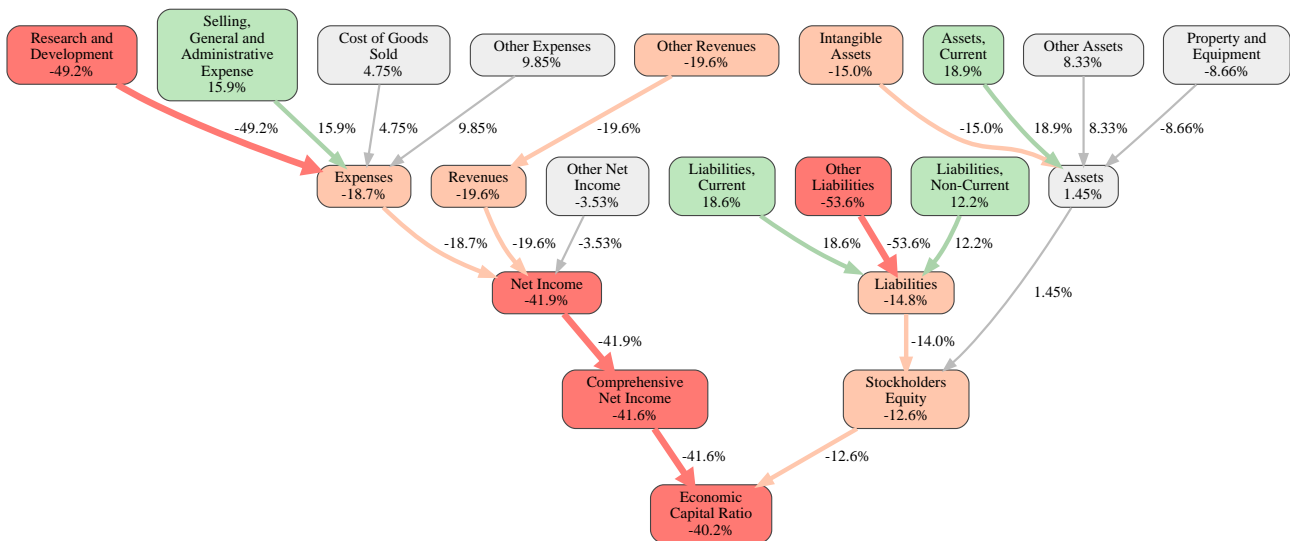 Research and
Development
-49.2%
Selling,
General and
Administrative
Expense
15.9%
Cost of Goods
Sold
4.75%
Other Expenses
9.85%
Other Revenues
-19.6%
Intangible
Assets
-15.0%
Assets,
Current
18.9%
Other Assets
8.33%
Property and
Equipment
-8.66%
-49.2%
15.9%
4.75%
9.85%
-19.6%
-15.0%
18.9%
8.33%
-8.66%
Expenses
-18.7%
Revenues
-19.6%
Other Net
Income
-3.53%
Liabilities,
Current
18.6%
Other
Liabilities
-53.6%
Liabilities,
Non-Current
12.2%
Assets
1.45%
-18.7%
-19.6%
-3.53%
18.6%
-53.6%
12.2%
1.45%
Net Income
-41.9%
Liabilities
-14.8%
-41.9%
-14.0%
Comprehensive
Net Income
-41.6%
Stockholders
Equity
-12.6%
-41.6%
-12.6%
Economic
Capital Ratio
-40.2%